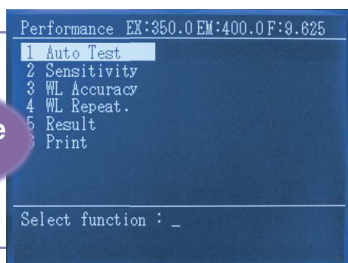 Performance EX:350.0 EM:400.0 F:9.625
1 Auto Test
2 Sensitivity
3 WL Accuracy
4 WL Repeat.
5 Result
Print
Select function : _